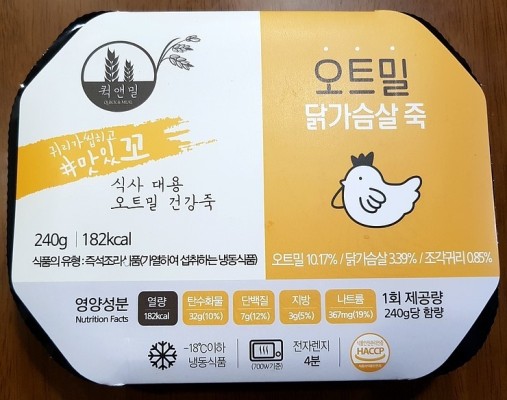 퀵앤밀
QUICK & MEAL
귀리가 씹히고
#맛있꼬
식사 대용
오트밀 건강죽
240g | 182kcal
식품의 유형 : 즉석조리식품(가열하여 섭취하는 냉동식품)
오트밀
닭가슴살 죽
오트밀 10.17% / 닭가슴살 3.39% / 조각귀리 0.85%
영양성분
Nutrition Facts
열량
182kcal
탄수화물
32g(10%)
단백질
7g(12%)
지방
3g(5%)
나트륨
367mg(19%)
1회 제공량
240g당 함량
-18℃이하
냉동식품
(700W기준)
전자렌지
4분
HACCP